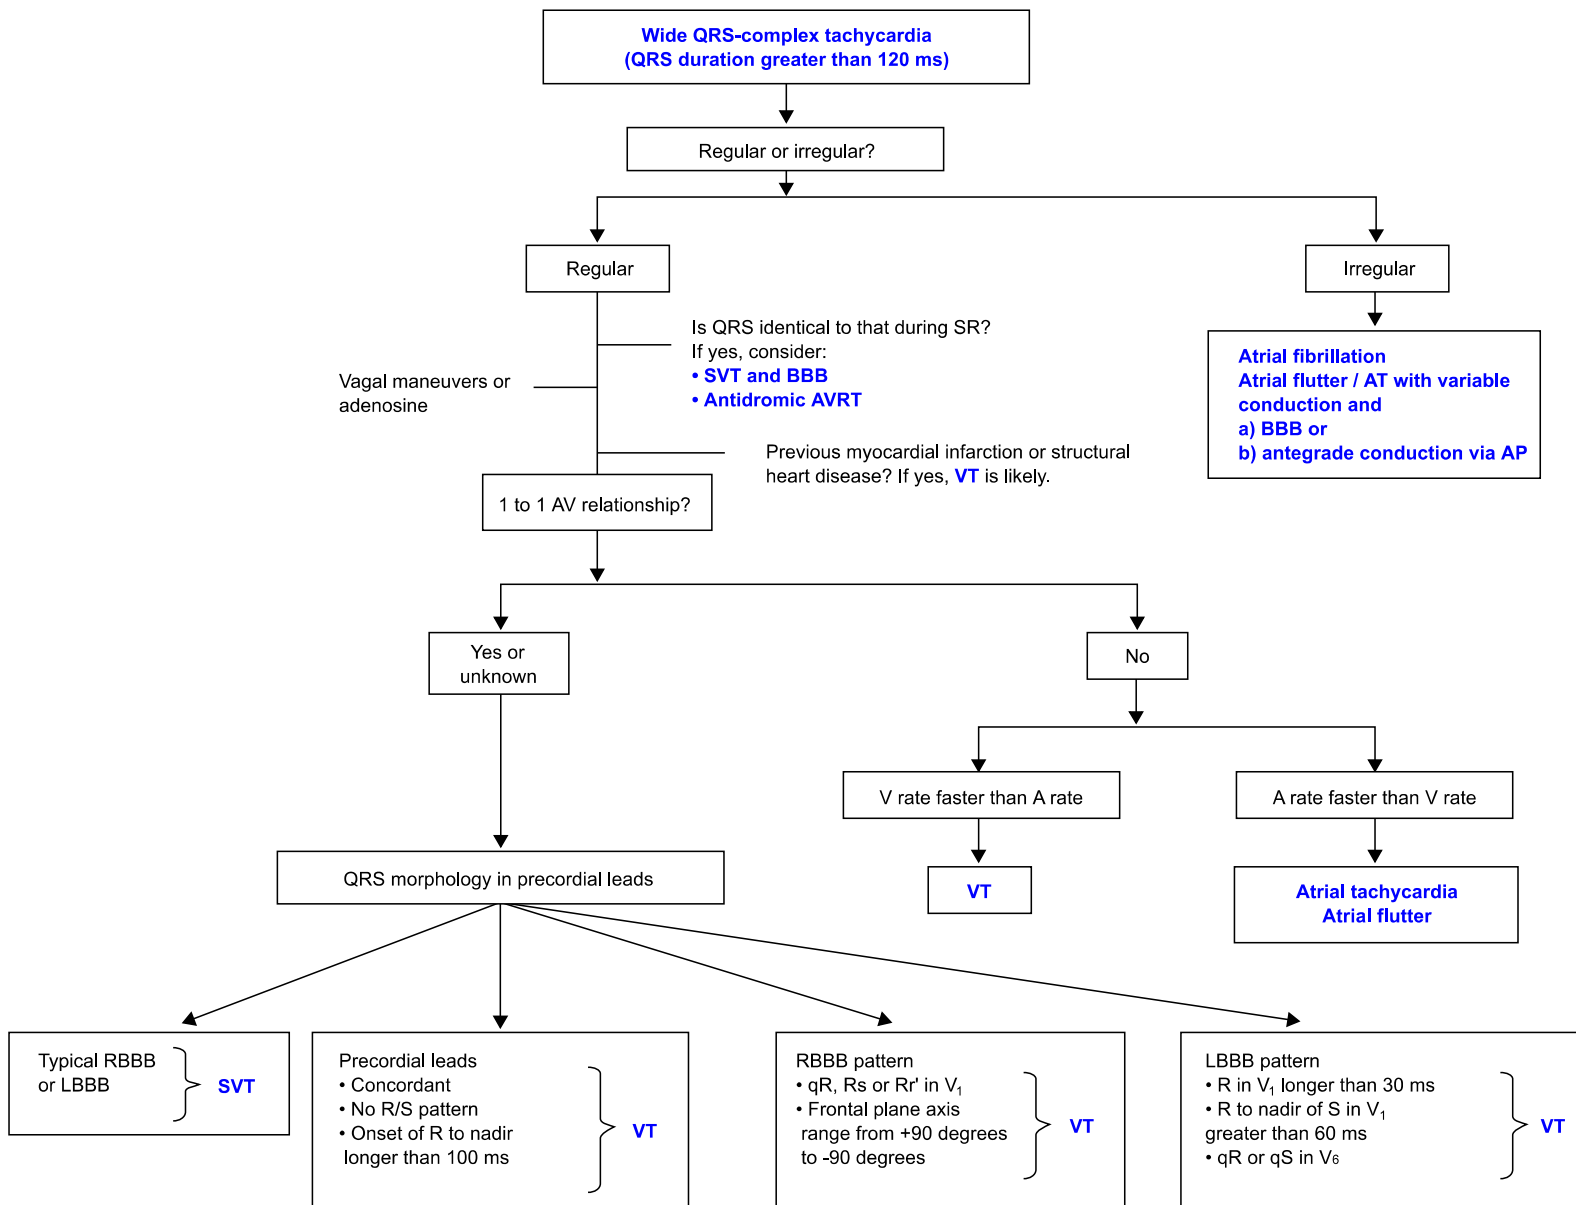 Wide QRS-complex tachycardia
(QRS duration greater than 120 ms)
Regular or irregular?
Regular
Irregular
Is QRS identical to that during SR?
If yes, consider:
• SVT and BBB
• Antidromic AVRT
Vagal maneuvers or
adenosine
Previous myocardial infarction or structural
heart disease? If yes, VT is likely.
Atrial fibrillation
Atrial flutter / AT with variable
conduction and
a) BBB or
b) antegrade conduction via AP
1 to 1 AV relationship?
Yes or
unknown
No
V rate faster than A rate
A rate faster than V rate
VT
Atrial tachycardia
Atrial flutter
QRS morphology in precordial leads
Typical RBBB
or LBBB
SVT
Precordial leads
• Concordant
• No R/S pattern
• Onset of R to nadir
longer than 100 ms
VT
RBBB pattern
• qR, Rs or Rr' in V₁
• Frontal plane axis
range from +90 degrees
to -90 degrees
VT
LBBB pattern
• R in V₁ longer than 30 ms
• R to nadir of S in V₁
greater than 60 ms
• qR or qS in V₆
VT